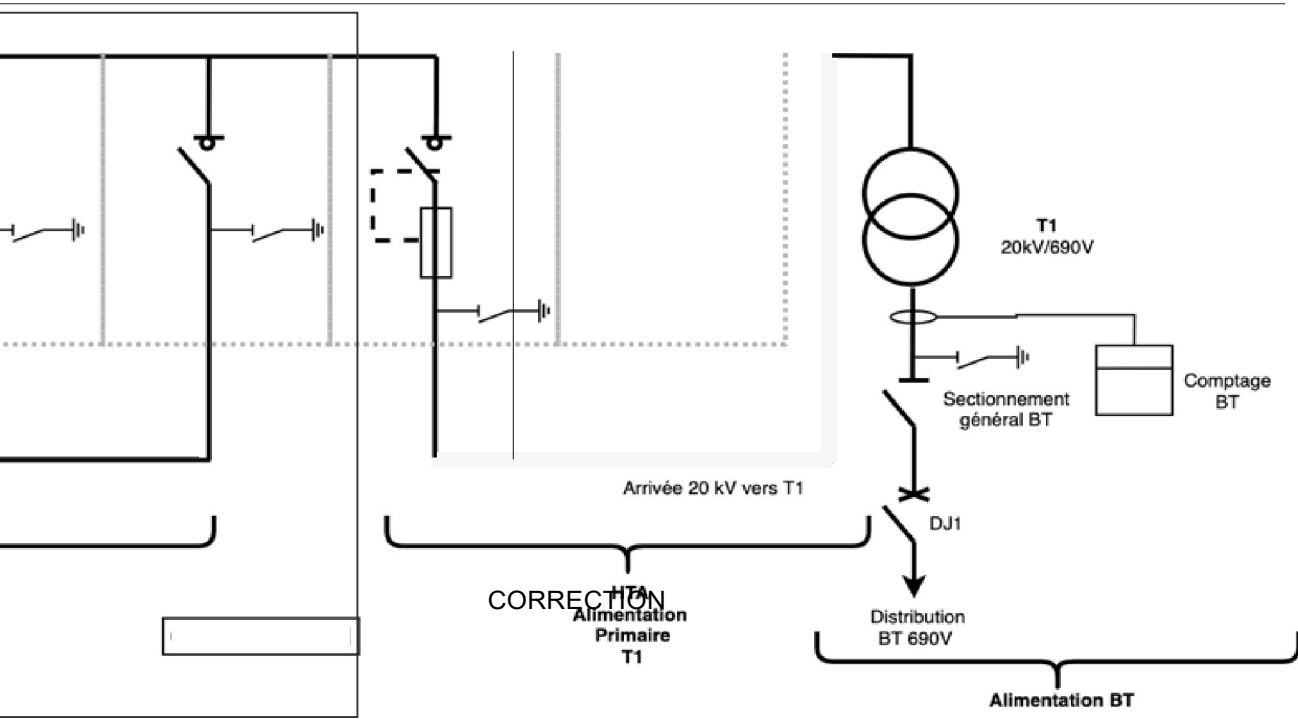 T1
20kV/690V
Comptage
BT
Sectionnement
général BT
Arrivée 20 kV vers T1
DJ1
HTA
CORRECTION
Alimentation
Primaire
T1
Distribution
BT 690V
Alimentation BT